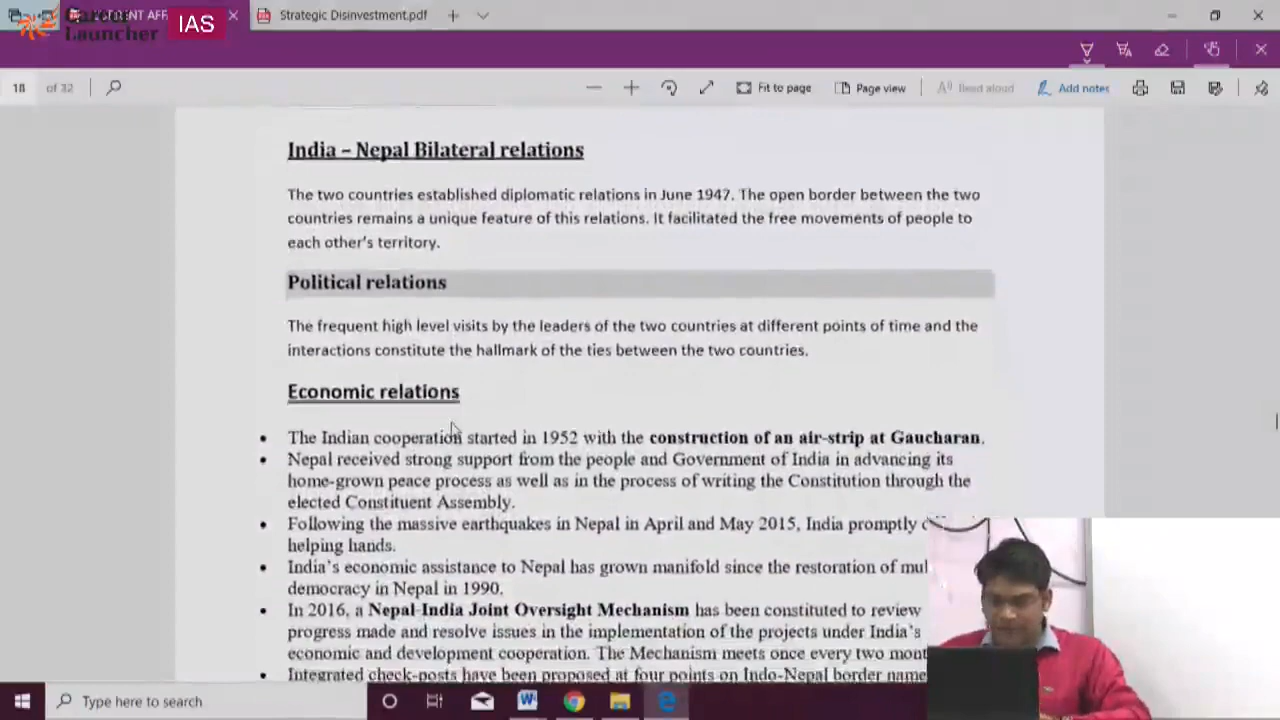 Career
Launcher
IAS
Strategic Disinvestment.pdf
18 of 32
Fit to page
Page view
Read aloud
Add notes
India – Nepal Bilateral relations
The two countries established diplomatic relations in June 1947. The open border between the two
countries remains a unique feature of this relations. It facilitated the free movements of people to
each other's territory.
Political relations
The frequent high level visits by the leaders of the two countries at different points of time and the
interactions constitute the hallmark of the ties between the two countries.
Economic relations
• The Indian cooperation started in 1952 with the construction of an air-strip at Gaucharan.
• Nepal received strong support from the people and Government of India in advancing its
home-grown peace process as well as in the process of writing the Constitution through the
elected Constituent Assembly.
• Following the massive earthquakes in Nepal in April and May 2015, India promptly
helping hands.
• India's economic assistance to Nepal has grown manifold since the restoration of
democracy in Nepal in 1990.
• In 2016, a Nepal-India Joint Oversight Mechanism has been constituted to review
progress made and resolve issues in the implementation of the projects under India's
economic and development cooperation. The Mechanism meets once every two
• Integrated check-posts have been proposed at four points on Indo-Nepal border
Type here to search